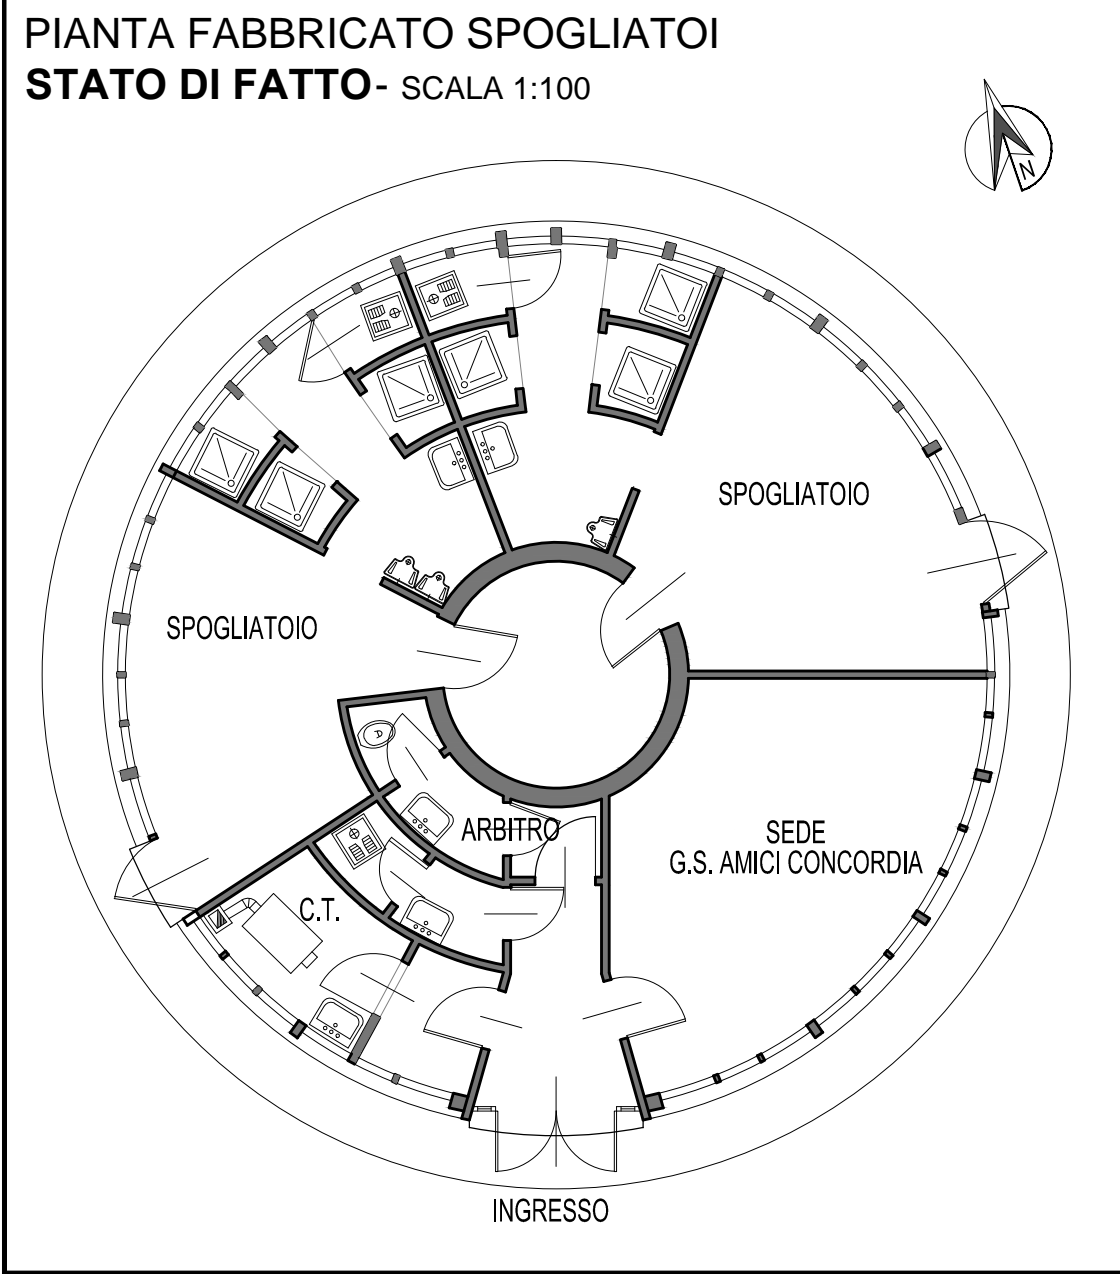 PIANTA FABBRICATO SPOGLIATOI
STATO DI FATTO- SCALA 1:100
N
SPOGLIATOIO
SPOGLIATOIO
ARBITRO
SEDE
G.S. AMICI CONCORDIA
C.T.
INGRESSO